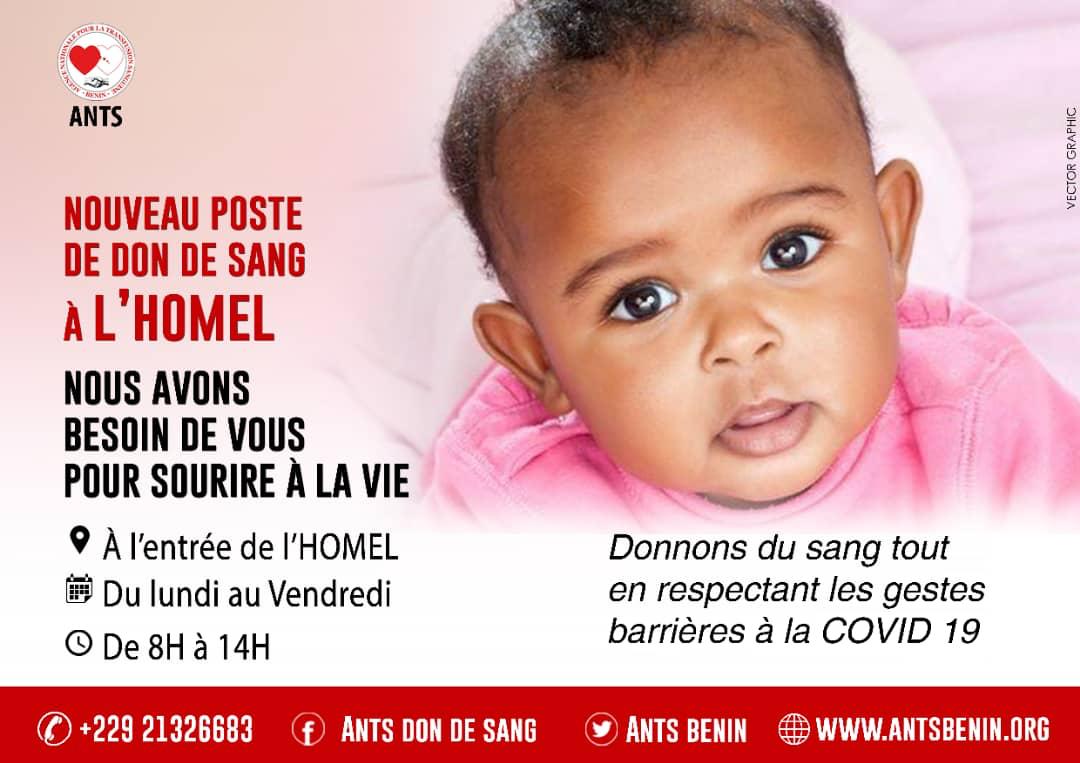 AGENCE NATIONALE POUR LA TRANSFUSION SANGUINE
- BENIN -
ANTS
NOUVEAU POSTE
DE DON DE SANG
À L'HOMEL
NOUS AVONS
BESOIN DE VOUS
POUR SOURIRE À LA VIE
À l'entrée de l'HOMEL
Du lundi au Vendredi
De 8H à 14H
Donnons du sang tout
en respectant les gestes
barrières à la COVID 19
VECTOR GRAPHIC
+229 21326683
ANTS DON DE SANG
ANTS BENIN
WWW.ANTSBENIN.ORG